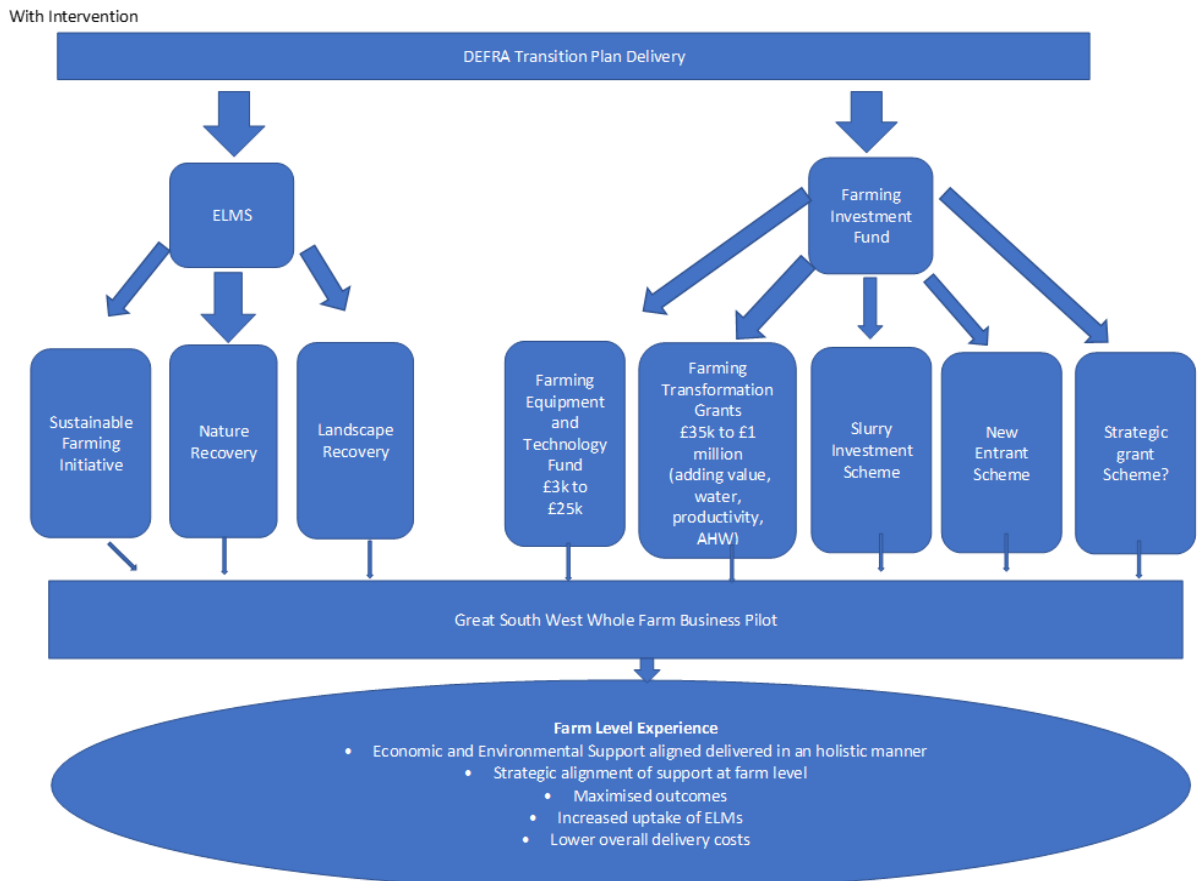 With Intervention
DEFRA Transition Plan Delivery
ELMS
Farming
Investment
Fund
Sustainable
Farming
Initiative
Nature
Recovery
Landscape
Recovery
Farming
Equipment
and
Technology
Fund
£3k to
£25k
Farming
Transformation
Grants
£35k to £1
million
(adding value,
water,
productivity,
AHW)
Slurry
Investment
Scheme
New
Entrant
Scheme
Strategic
grant
Scheme?
Great South West Whole Farm Business Pilot
Farm Level Experience
• Economic and Environmental Support aligned delivered in an holistic manner
• Strategic alignment of support at farm level
• Maximised outcomes
• Increased uptake of ELMs
• Lower overall delivery costs